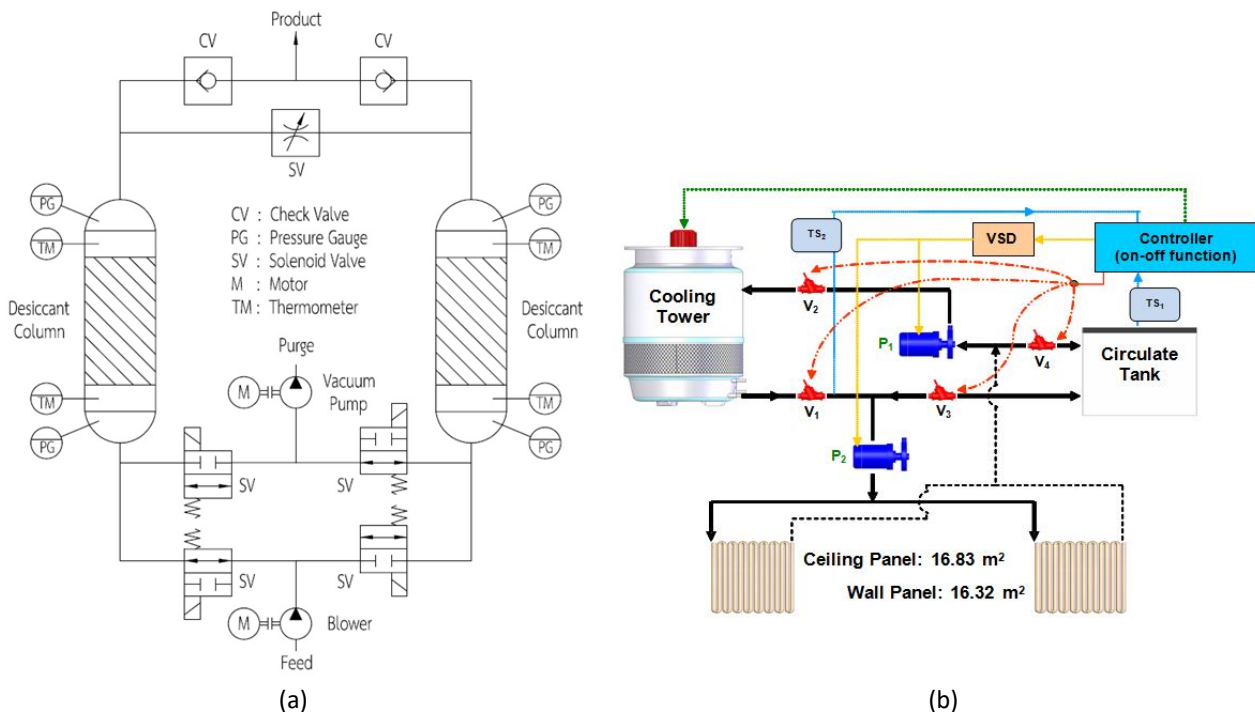 Product
CV
CV
SV
PG
PG
CV : Check Valve
PG : Pressure Gauge
SV : Solenoid Valve
M : Motor
TM : Thermometer
TM
TM
Desiccant
Column
Desiccant
Column
Purge
M
Vacuum
Pump
TM
TM
PG
PG
SV
SV
SV
SV
M
Blower
Feed
(a)
TS2
VSD
Controller
(on-off function)
Cooling
Tower
V2
TS1
P1
V4
Circulate
Tank
V1
V3
P2
Ceiling Panel: 16.83 m²
Wall Panel: 16.32 m²
(b)